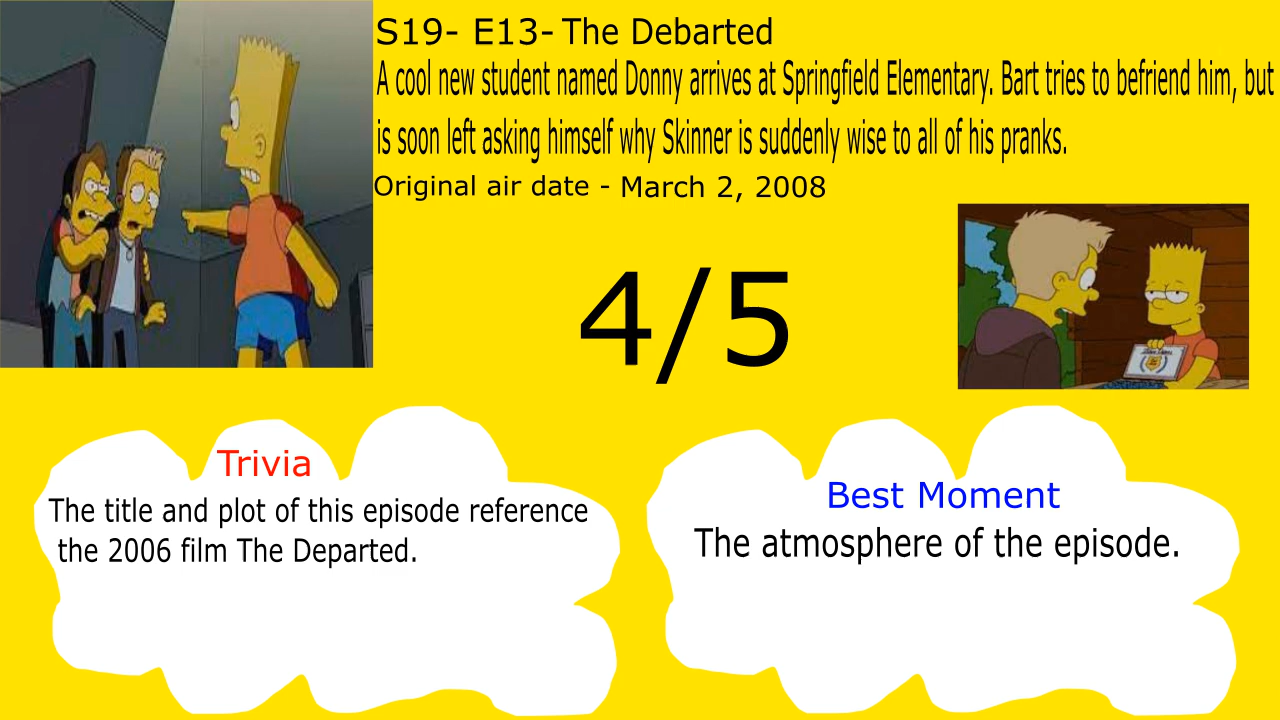 S19- E13- The Debarted
A cool new student named Donny arrives at Springfield Elementary. Bart tries to befriend him, but
is soon left asking himself why Skinner is suddenly wise to all of his pranks.
Original air date - March 2, 2008
4/5
Trivia
The title and plot of this episode reference
the 2006 film The Departed.
Best Moment
The atmosphere of the episode.